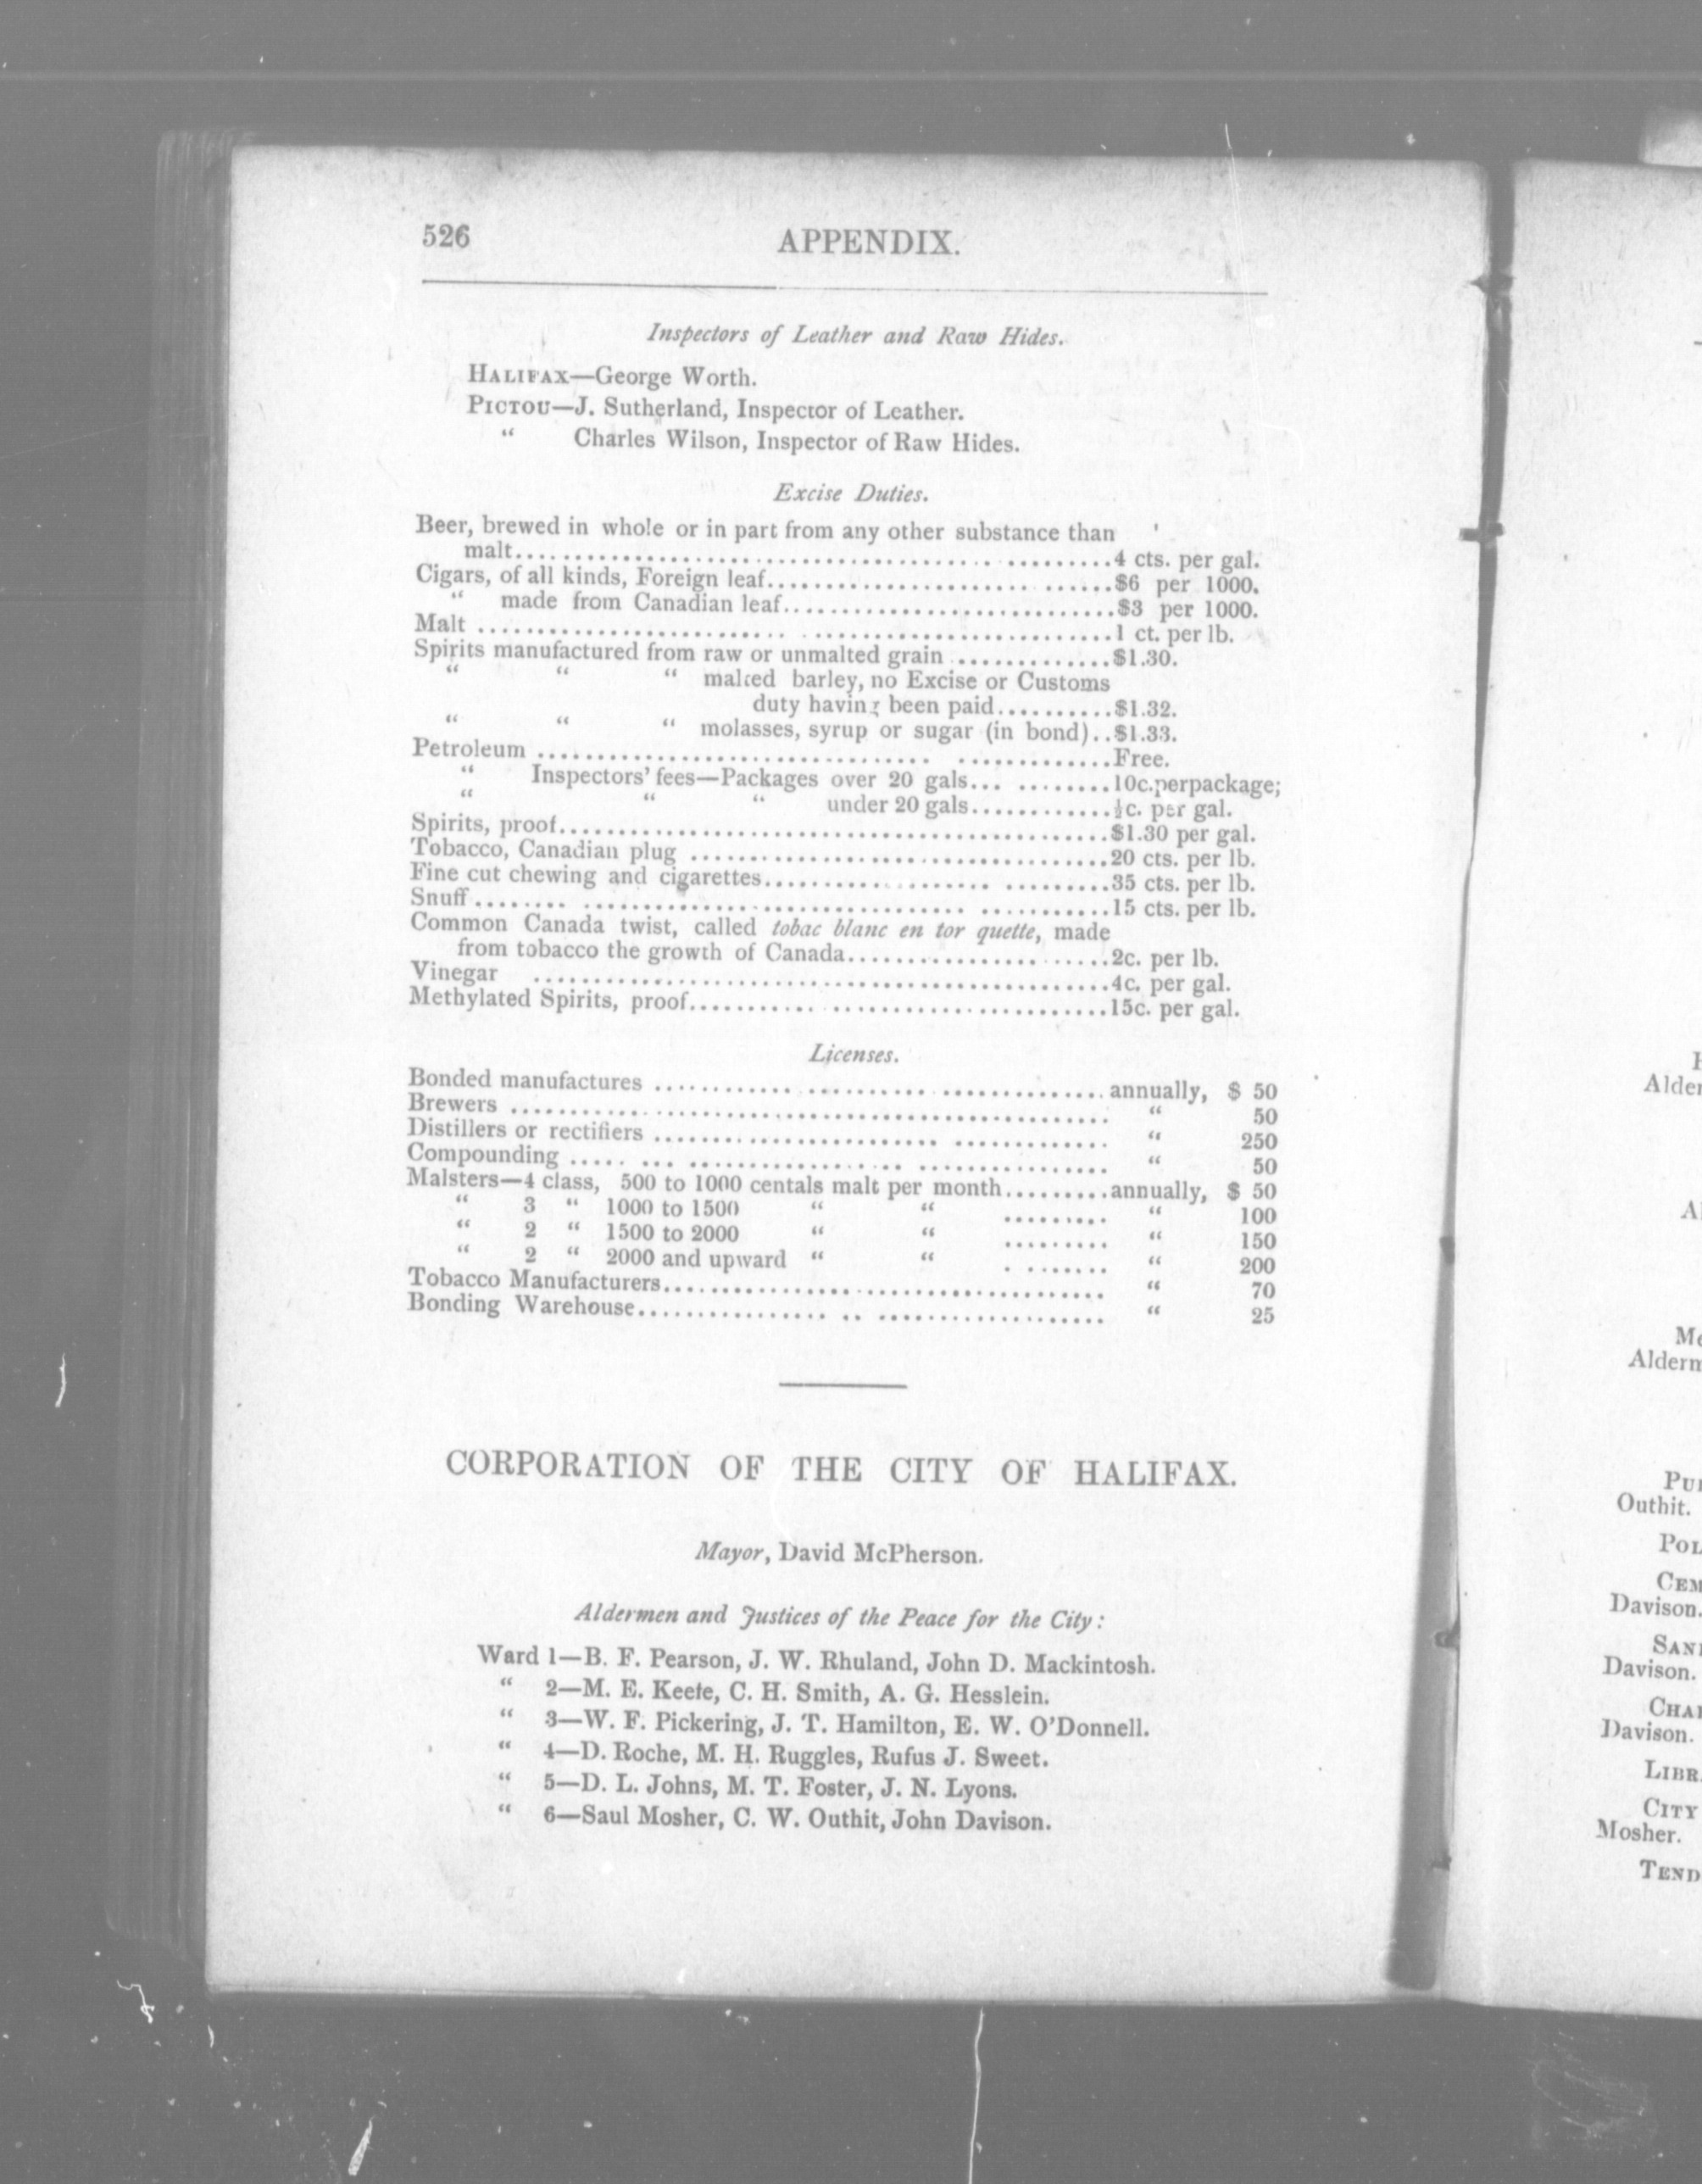 526 APPENDIX.
Inspectors of Leather and Raw Hides.
HALIFAX—George Worth.
PICTOU—J. Sutherland, Inspector of Leather.
“ Charles Wilson, Inspector of Raw Hides.
Excise Duties.
Beer, brewed in whole or in part from any other substance than
malt.......... 4 cts. per gal.
Cigars, of all kinds, Foreign leaf.......... $6 per 1000.
“ made from Canadian leaf.......... $3 per 1000.
Malt .......... 1 ct. per lb.
Spirits manufactured from raw or unmalted grain .......... $1.30.
“ “ “ malted barley, no Excise or Customs
duty having been paid.......... $1.32.
“ “ “ molasses, syrup or sugar (in bond)..$1.33.
Petroleum .......... Free.
“ Inspectors' fees—Packages over 20 gals.......... 10c.perpackage;
“ “ “ under 20 gals.......... ½c. per gal.
Spirits, proof.......... $1.30 per gal.
Tobacco, Canadian plug .......... 20 cts. per lb.
Fine cut chewing and cigarettes.......... 35 cts. per lb.
Snuff.......... 15 cts. per lb.
Common Canada twist, called tobac blanc en tor quette, made
from tobacco the growth of Canada.......... 2c. per lb.
Vinegar .......... 4c. per gal.
Methylated Spirits, proof.......... 15c. per gal.
Licenses.
Bonded manufactures .......... annually, $ 50
Brewers .......... “ 50
Distillers or rectifiers .......... “ 250
Compounding .......... “ 50
Malsters—4 class, 500 to 1000 centals malt per month.......... annually, $ 50
“ 3 “ 1000 to 1500 “ “ .......... “ 100
“ 2 “ 1500 to 2000 “ “ .......... “ 150
“ 2 “ 2000 and upward “ “ .......... “ 200
Tobacco Manufacturers.......... “ 70
Bonding Warehouse.......... “ 25
CORPORATION OF THE CITY OF HALIFAX.
Mayor, David McPherson.
Aldermen and Justices of the Peace for the City:
Ward 1—B. F. Pearson, J. W. Rhuland, John D. Mackintosh.
“ 2—M. E. Keefe, C. H. Smith, A. G. Hesslein.
“ 3—W. F. Pickering, J. T. Hamilton, E. W. O'Donnell.
“ 4—D. Roche, M. H. Ruggles, Rufus J. Sweet.
“ 5—D. L. Johns, M. T. Foster, J. N. Lyons.
“ 6—Saul Mosher, C. W. Outhit, John Davison.
Outhit.
Davison.
Davison.
Davison.
CITY
Mosher.